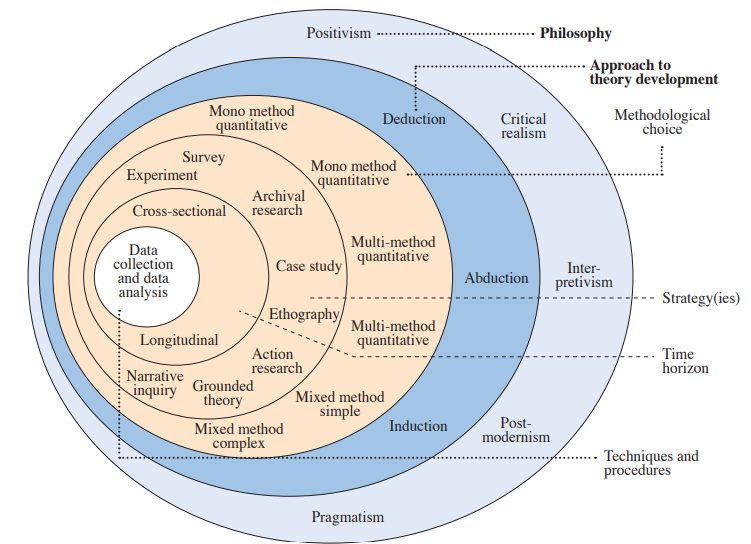 Positivism
Philosophy
Approach to
theory development
Mono method
quantitative
Deduction
Critical
realism
Methodological
choice
Survey
Experiment
Mono method
quantitative
Archival
research
Cross-sectional
Data
collection
and data
analysis
Case study
Multi-method
quantitative
Abduction
Inter-
pretivism
Strategy(ies)
Ethography
Multi-method
quantitative
Longitudinal
Action
research
Time
horizon
Narrative
inquiry
Grounded
theory
Mixed method
simple
Mixed method
complex
Induction
Post-
modernism
Techniques and
procedures
Pragmatism